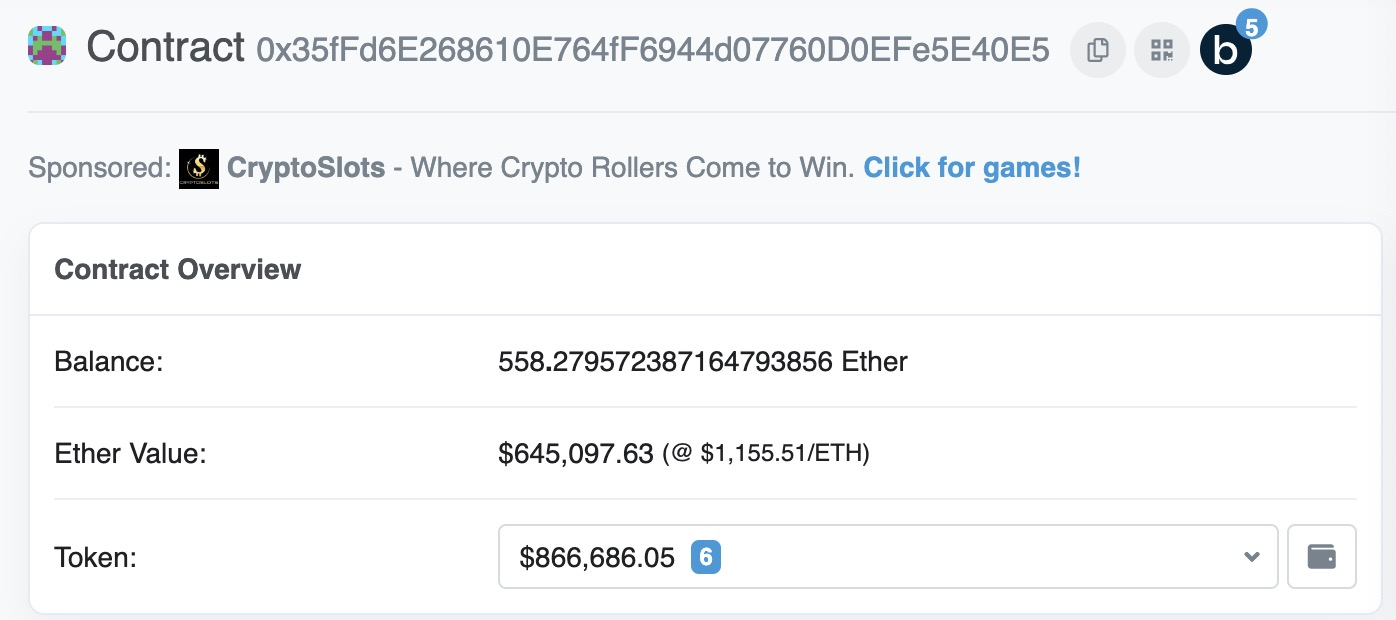 Contract 0x35fFd6E268610E764fF6944d07760D0EFe5E40E5 b 5
Sponsored: CRYPTOSLOTS CryptoSlots - Where Crypto Rollers Come to Win. Click for games!
Contract Overview
Balance: 558.279572387164793856 Ether
Ether Value: $645,097.63 (@ $1,155.51/ETH)
Token: $866,686.05 6